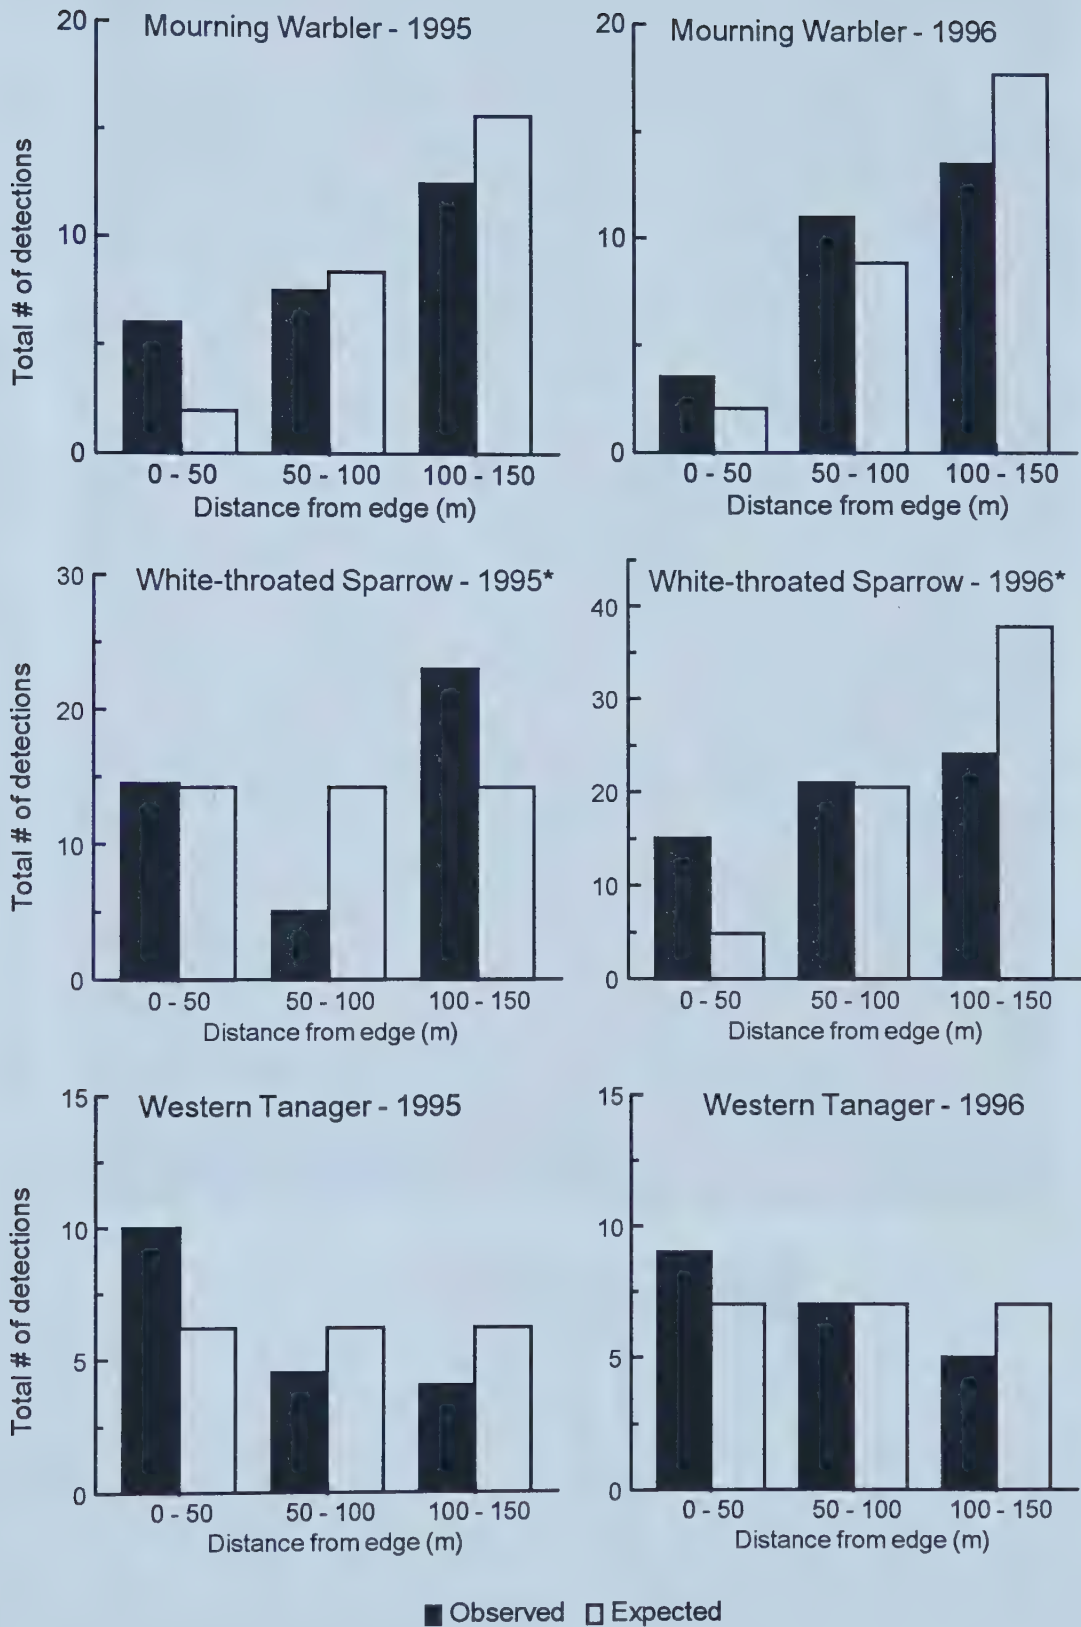 Mourning Warbler - 1995
Total # of detections
20
10
0
0 - 50 50 - 100 100 - 150
Distance from edge (m)
Mourning Warbler - 1996
20
10
0
0 - 50 50 - 100 100 - 150
Distance from edge (m)
White-throated Sparrow - 1995*
Total # of detections
30
20
10
0
0 - 50 50 - 100 100 - 150
Distance from edge (m)
White-throated Sparrow - 1996*
40
30
20
10
0
0 - 50 50 - 100 100 - 150
Distance from edge (m)
Western Tanager - 1995
Total # of detections
15
10
5
0
0 - 50 50 - 100 100 - 150
Distance from edge (m)
Western Tanager - 1996
15
10
5
0
0 - 50 50 - 100 100 - 150
Distance from edge (m)
Observed Expected